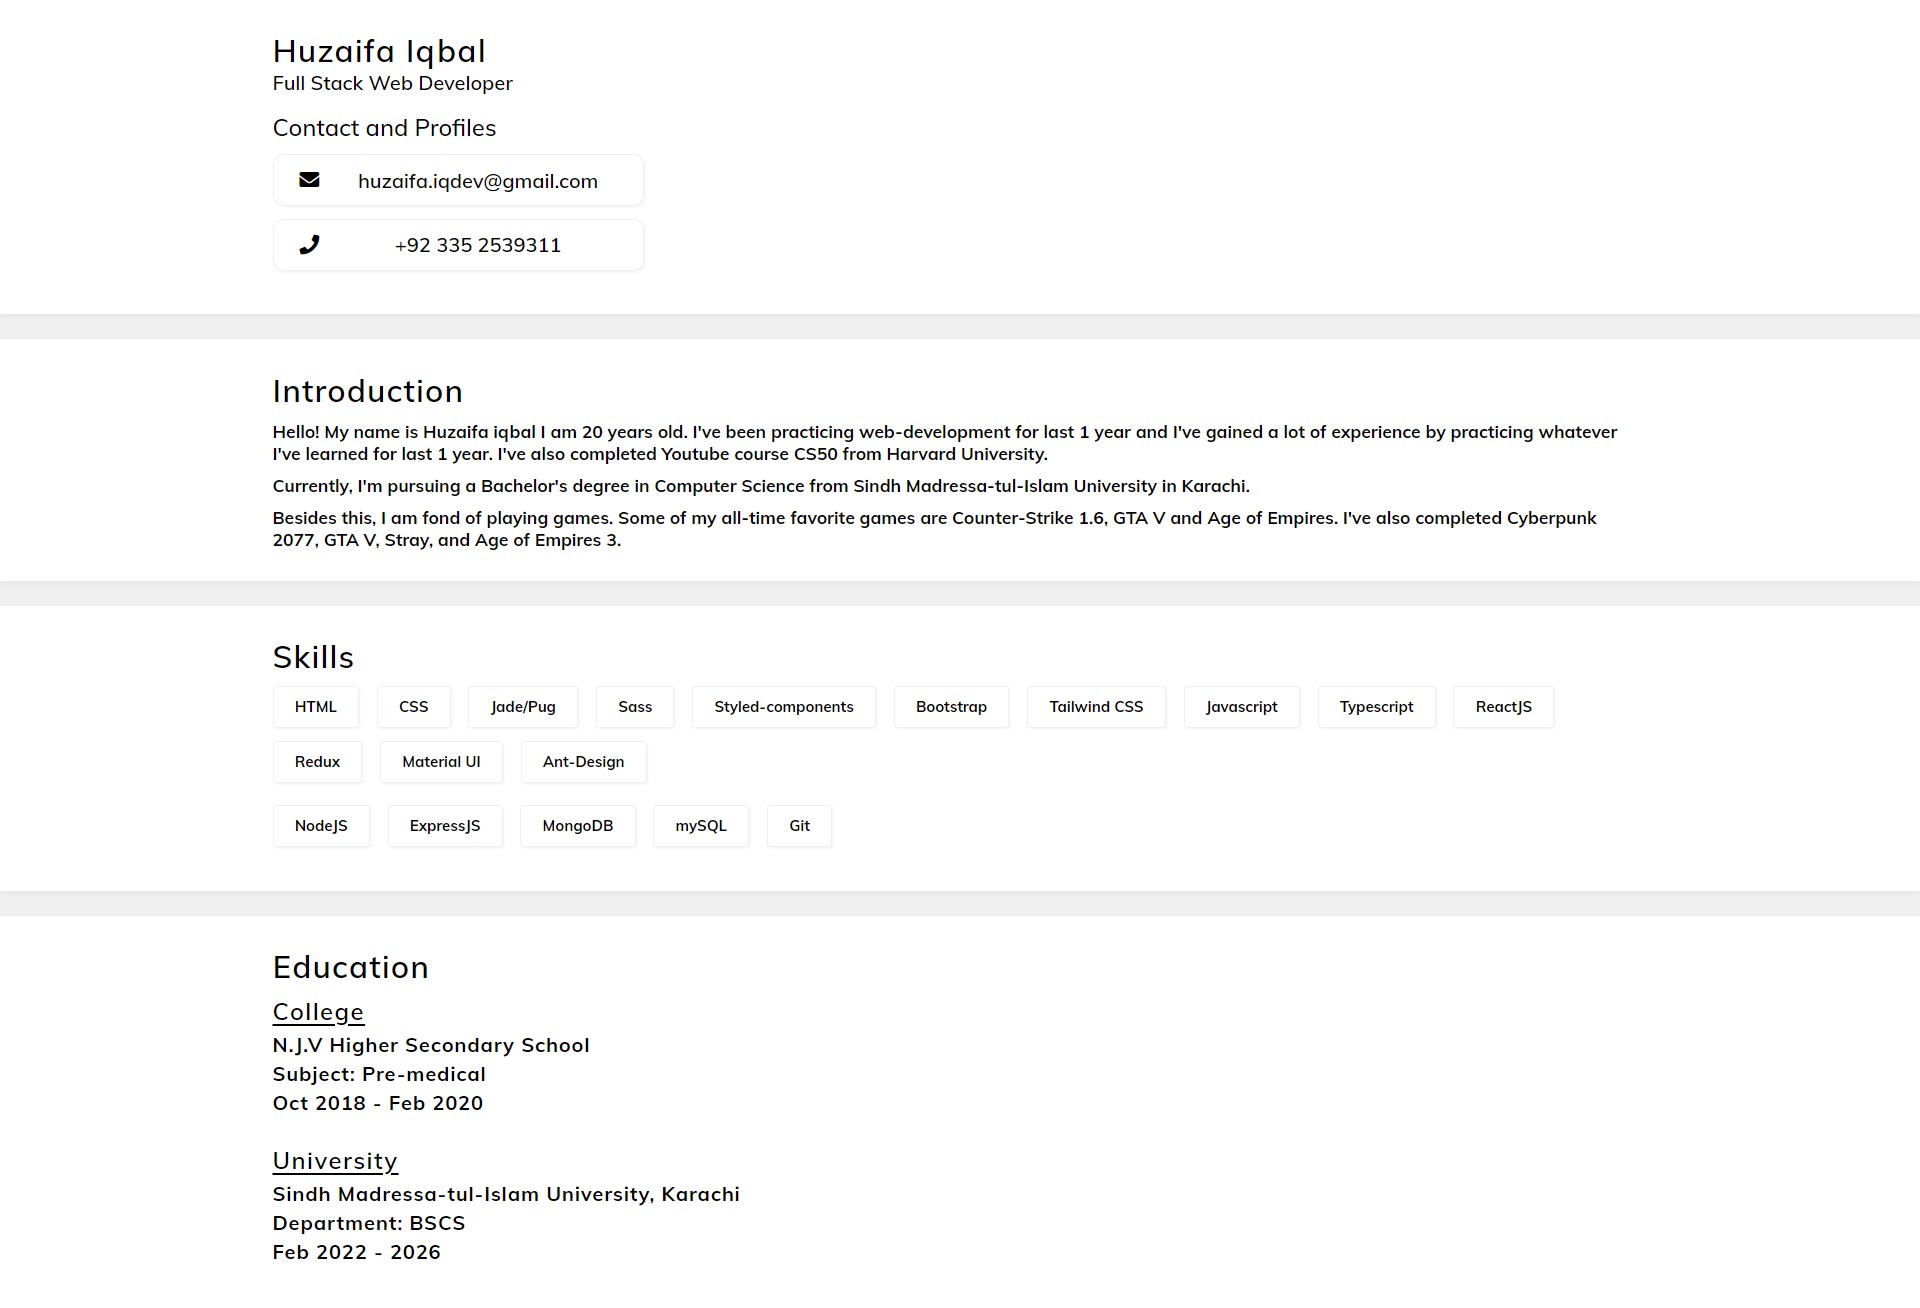 Huzaifa Iqbal
Full Stack Web Developer
Contact and Profiles
huzaifa.iqdev@gmail.com
+92 335 2539311
Introduction
Hello! My name is Huzaifa iqbal I am 20 years old. I've been practicing web-development for last 1 year and I've gained a lot of experience by practicing whatever
I've learned for last 1 year. I've also completed Youtube course CS50 from Harvard University.
Currently, I'm pursuing a Bachelor's degree in Computer Science from Sindh Madressa-tul-Islam University in Karachi.
Besides this, I am fond of playing games. Some of my all-time favorite games are Counter-Strike 1.6, GTA V and Age of Empires. I've also completed Cyberpunk
2077, GTA V, Stray, and Age of Empires 3.
Skills
HTML CSS Jade/Pug Sass Styled-components Bootstrap Tailwind CSS Javascript Typescript ReactJS
Redux Material UI Ant-Design
NodeJS ExpressJS MongoDB mySQL Git
Education
College
N.J.V Higher Secondary School
Subject: Pre-medical
Oct 2018 - Feb 2020
University
Sindh Madressa-tul-Islam University, Karachi
Department: BSCS
Feb 2022 - 2026